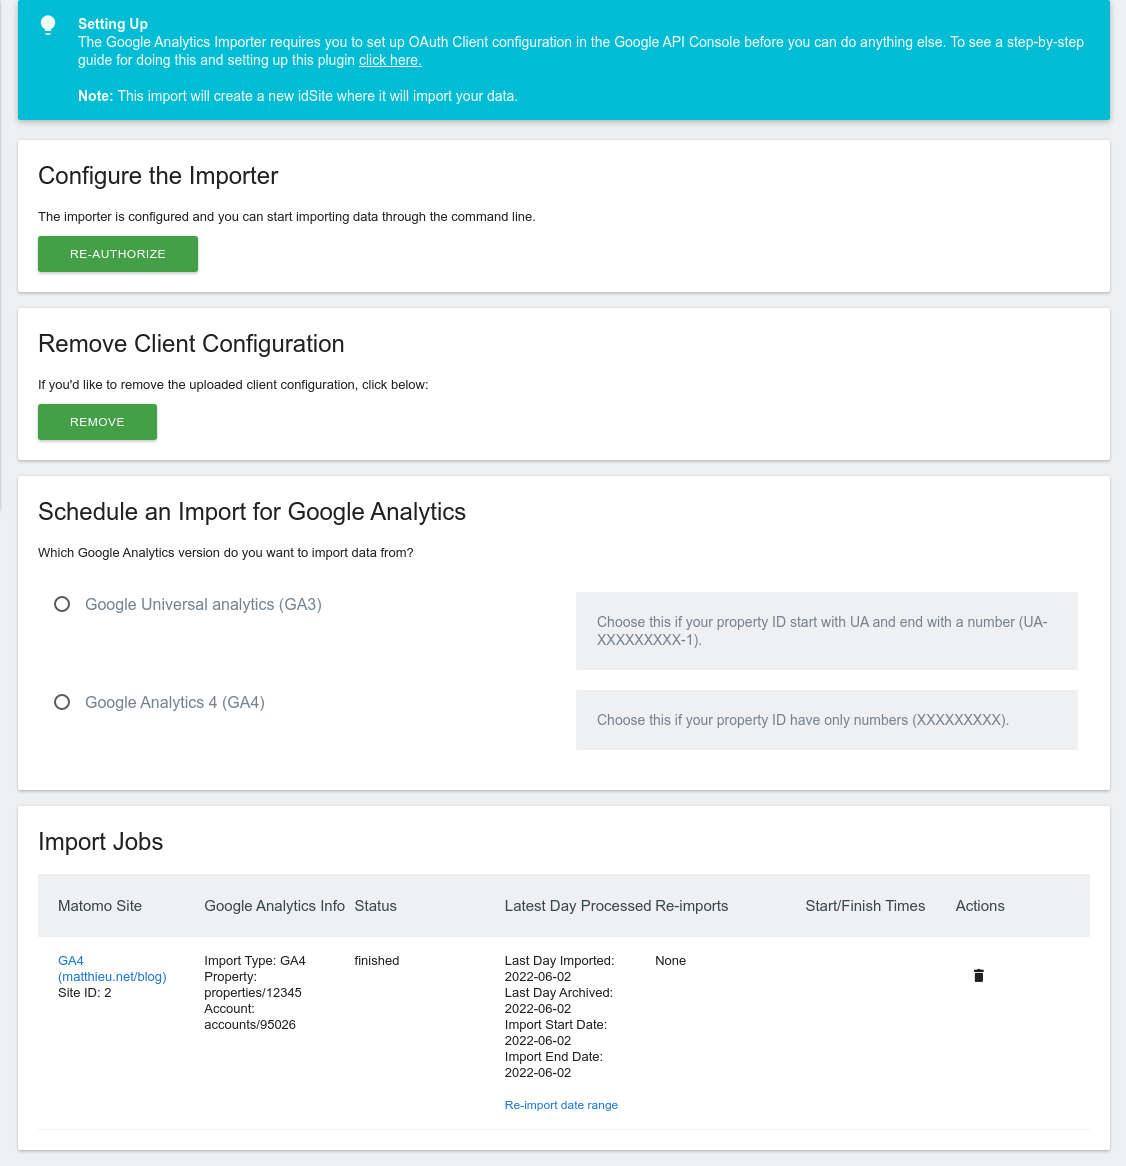 Setting Up
The Google Analytics Importer requires you to set up OAuth Client configuration in the Google API Console before you can do anything else. To see a step-by-step
guide for doing this and setting up this plugin click here.
Note: This import will create a new idSite where it will import your data.
Configure the Importer
The importer is configured and you can start importing data through the command line.
RE-AUTHORIZE
Remove Client Configuration
If you'd like to remove the uploaded client configuration, click below:
REMOVE
Schedule an Import for Google Analytics
Which Google Analytics version do you want to import data from?
Google Universal analytics (GA3)
Choose this if your property ID start with UA and end with a number (UA-
XXXXXXXXX-1).
Google Analytics 4 (GA4)
Choose this if your property ID have only numbers (XXXXXXXXX).
Import Jobs
Matomo Site Google Analytics Info Status Latest Day Processed Re-imports Start/Finish Times Actions
GA4
(matthieu.net/blog)
Site ID: 2
Import Type: GA4
Property:
properties/12345
Account:
accounts/95026
finished
Last Day Imported:
2022-06-02
Last Day Archived:
2022-06-02
Import Start Date:
2022-06-02
Import End Date:
2022-06-02
Re-import date range
None